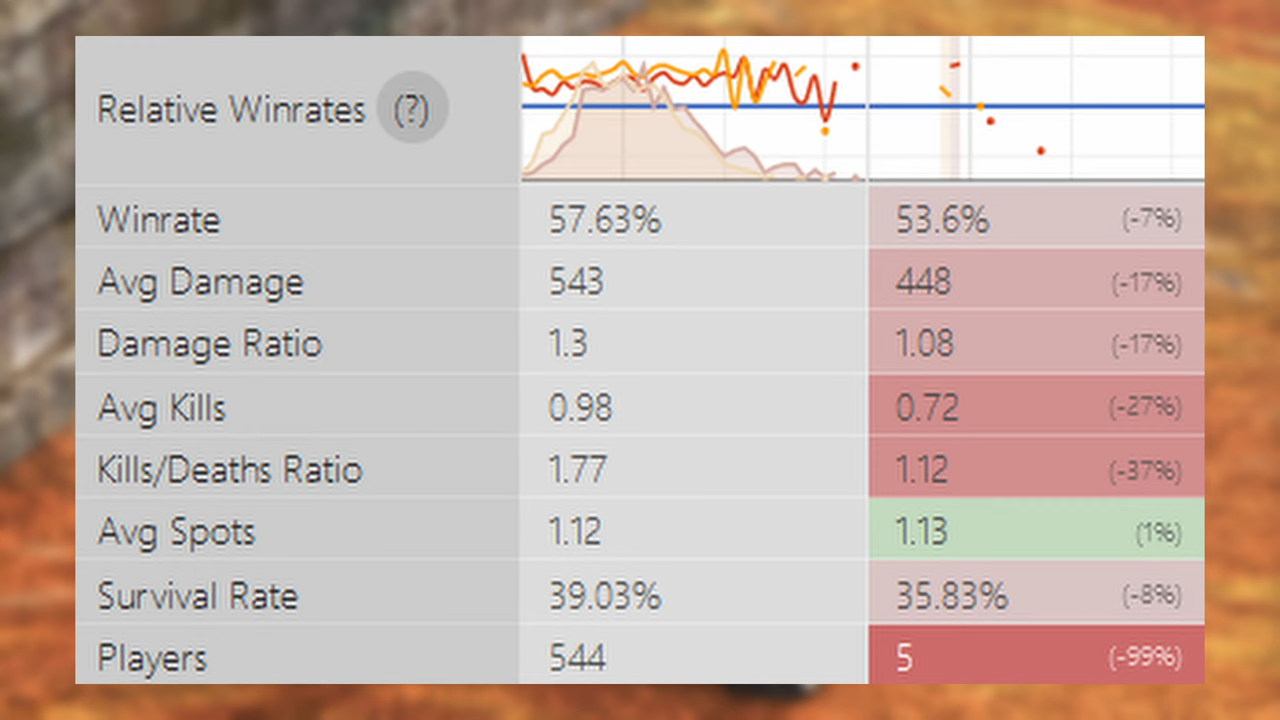 Relative Winrates (?)
Winrate 57.63% 53.6% (-7%)
Avg Damage 543 448 (-17%)
Damage Ratio 1.3 1.08 (-17%)
Avg Kills 0.98 0.72 (-27%)
Kills/Deaths Ratio 1.77 1.12 (-37%)
Avg Spots 1.12 1.13 (1%)
Survival Rate 39.03% 35.83% (-8%)
Players 544 5 (-99%)